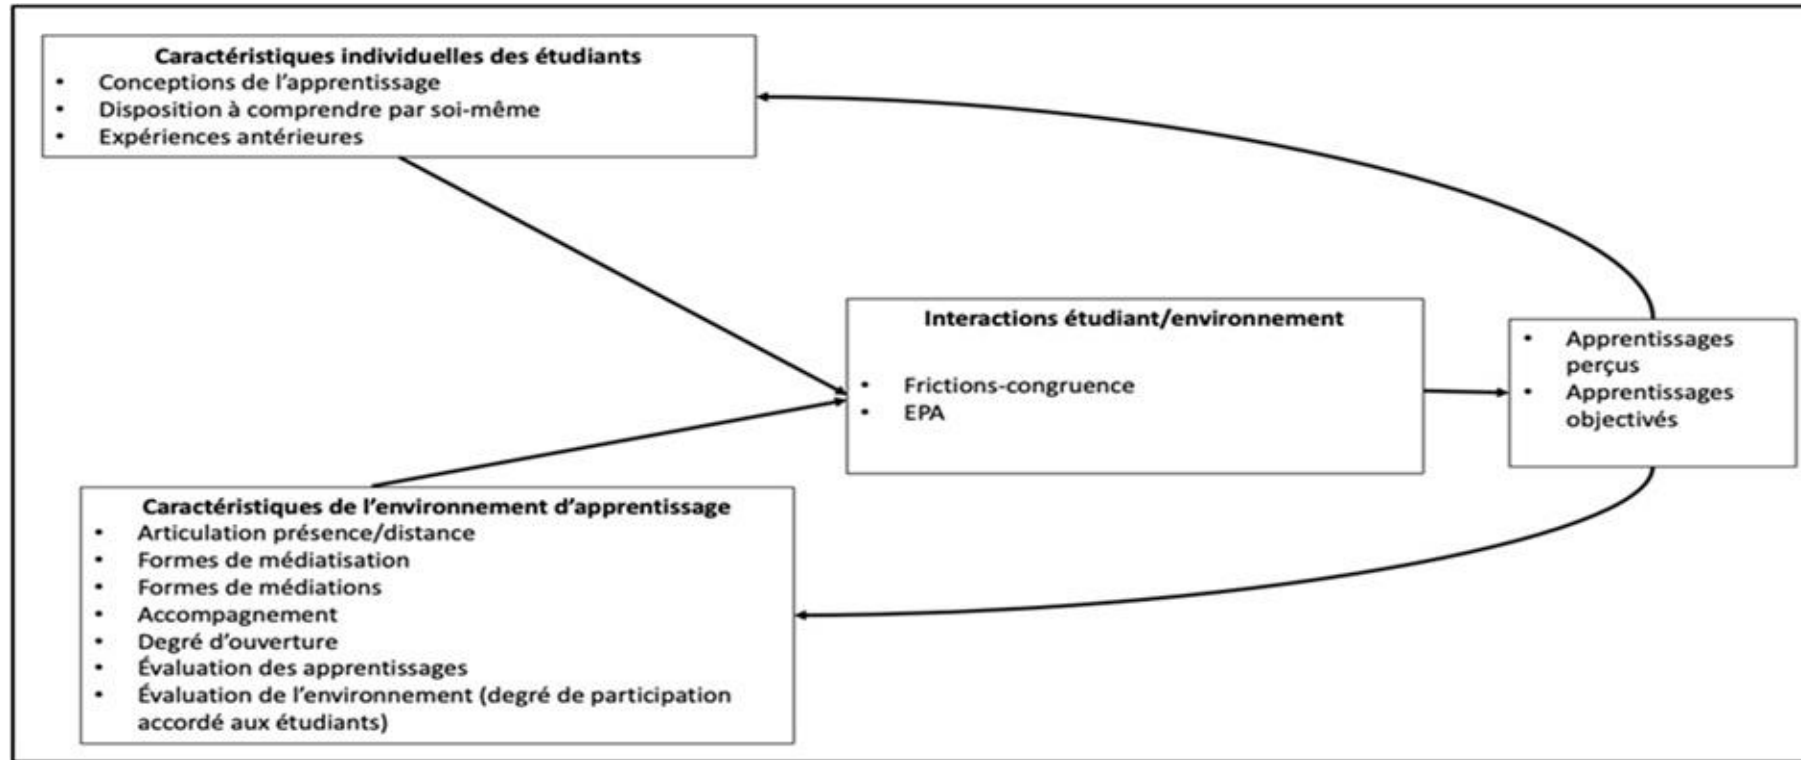 Caractéristiques individuelles des étudiants
• Conceptions de l'apprentissage
• Disposition à comprendre par soi-même
• Expériences antérieures
Interactions étudiant/environnement
• Frictions-congruence
• EPA
• Apprentissages
perçus
• Apprentissages
objectivés
Caractéristiques de l'environnement d'apprentissage
• Articulation présence/distance
• Formes de médiatisation
• Formes de médiations
• Accompagnement
• Degré d'ouverture
• Évaluation des apprentissages
• Évaluation de l'environnement (degré de participation
accordé aux étudiants)